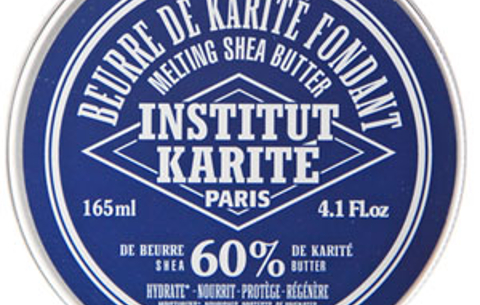 BEURRE DE KARITÉ FONDANT
MELTING SHEA BUTTER
INSTITUT
KARITÉ
PARIS
165ml 4.1 Fl.oz
DE BEURRE 60% DE KARITÉ
SHEA BUTTER
HYDRATE* · NOURRIT · PROTÈGE · RÉGÉNÈRE